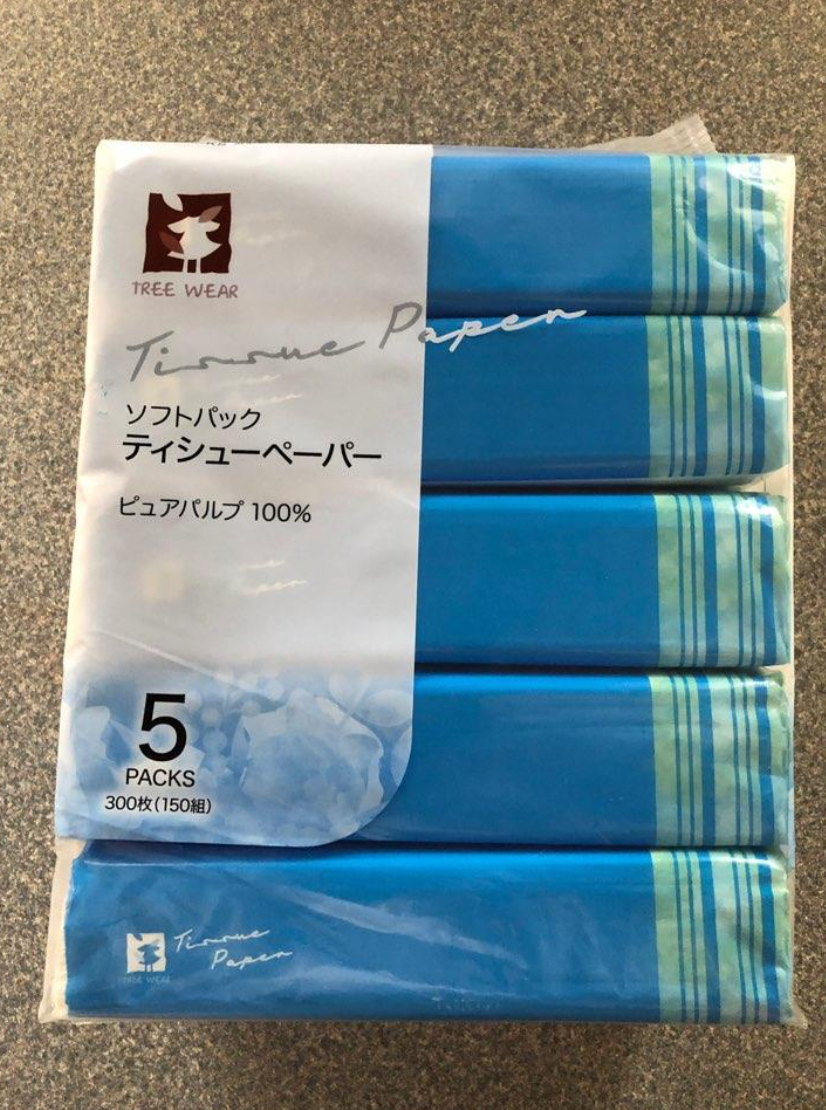 TREE WEAR
Tissue Paper
ソフトパック
ティシューペーパー
ピュアパルプ 100%
5
PACKS
300枚(150組)
Tissue
Paper
TREE WEAR